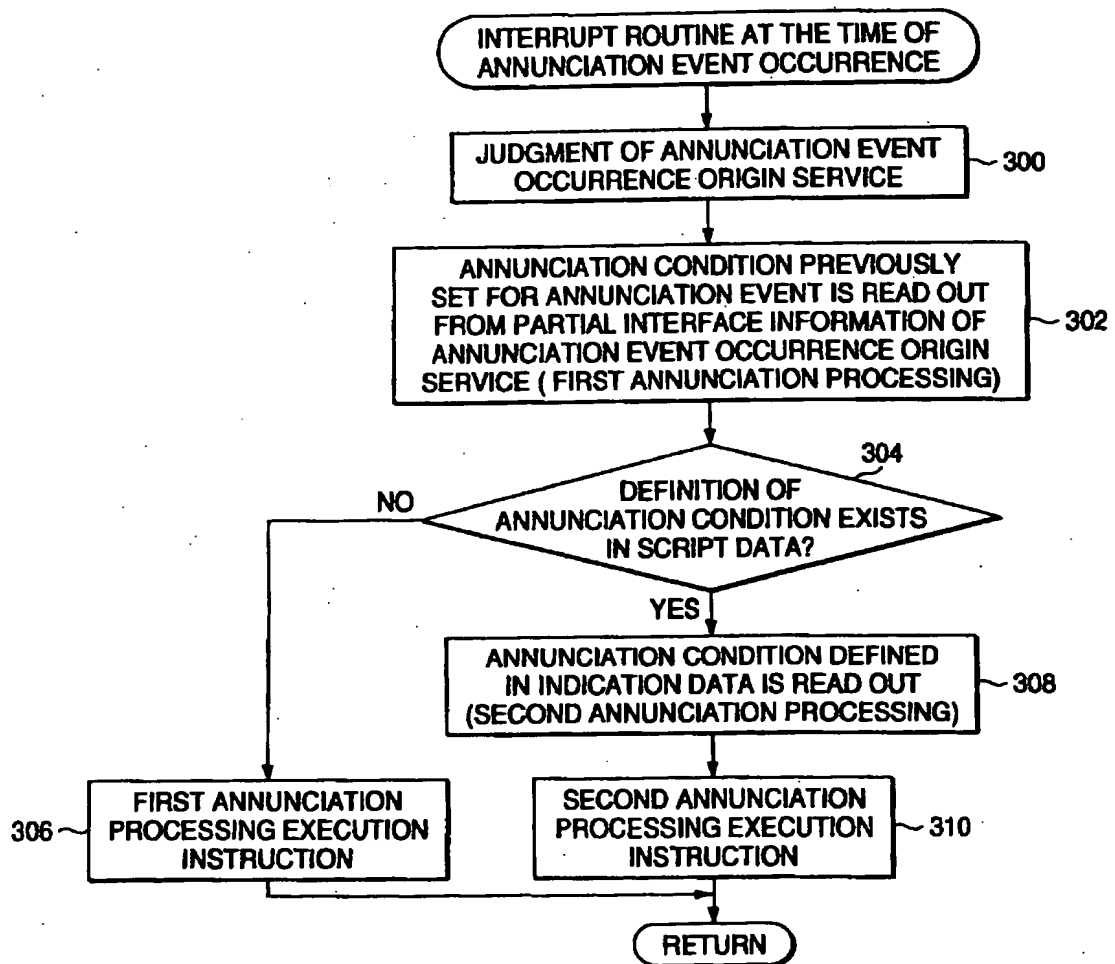 INTERRUPT ROUTINE AT THE TIME OF
ANNUNCIATION EVENT OCCURRENCE
JUDGMENT OF ANNUNCIATION EVENT
OCCURRENCE ORIGIN SERVICE
300
ANNUNCIATION CONDITION PREVIOUSLY
SET FOR ANNUNCIATION EVENT IS READ OUT
FROM PARTIAL INTERFACE INFORMATION OF
ANNUNCIATION EVENT OCCURRENCE ORIGIN
SERVICE ( FIRST ANNUNCIATION PROCESSING)
302
304
DEFINITION OF
ANNUNCIATION CONDITION EXISTS
IN SCRIPT DATA?
NO
YES
ANNUNCIATION CONDITION DEFINED
IN INDICATION DATA IS READ OUT
(SECOND ANNUNCIATION PROCESSING)
308
306
FIRST ANNUNCIATION
PROCESSING EXECUTION
INSTRUCTION
SECOND ANNUNCIATION
PROCESSING EXECUTION
INSTRUCTION
310
RETURN